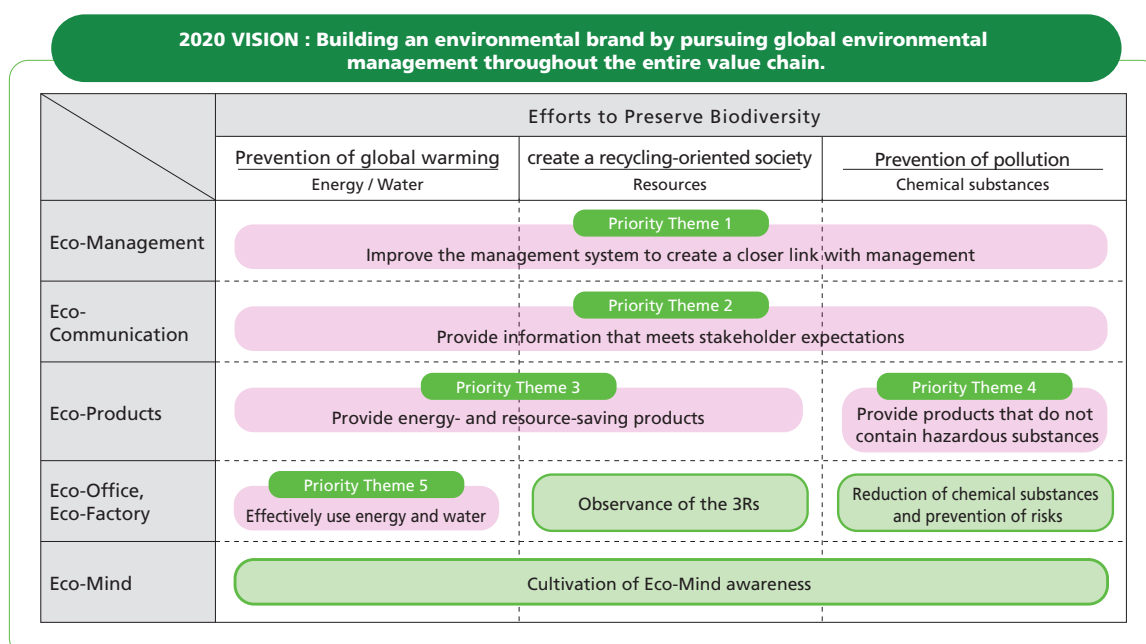 2020 VISION : Building an environmental brand by pursuing global environmental
management throughout the entire value chain.
Efforts to Preserve Biodiversity
Prevention of global warming
Energy / Water
create a recycling-oriented society
Resources
Prevention of pollution
Chemical substances
Eco-Management
Priority Theme 1
Improve the management system to create a closer link with management
Eco-
Communication
Priority Theme 2
Provide information that meets stakeholder expectations
Eco-Products
Priority Theme 3
Provide energy- and resource-saving products
Priority Theme 4
Provide products that do not
contain hazardous substances
Eco-Office,
Eco-Factory
Priority Theme 5
Effectively use energy and water
Observance of the 3Rs
Reduction of chemical substances
and prevention of risks
Eco-Mind
Cultivation of Eco-Mind awareness